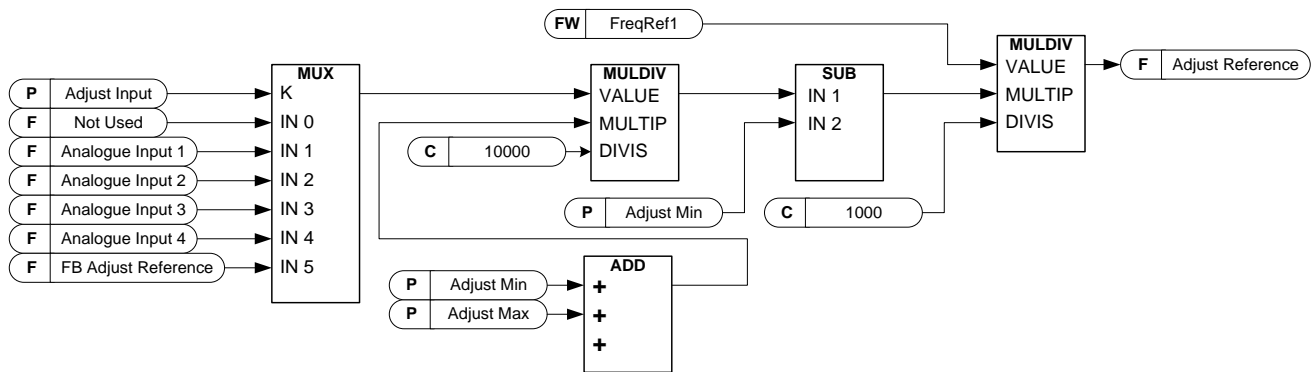 FW FreqRef1
MULDIV
VALUE
MULTIP
DIVIS
F Adjust Reference
MUX
K
IN 0
IN 1
IN 2
IN 3
IN 4
IN 5
P Adjust Input
F Not Used
F Analogue Input 1
F Analogue Input 2
F Analogue Input 3
F Analogue Input 4
F FB Adjust Reference
MULDIV
VALUE
MULTIP
DIVIS
C 10000
SUB
IN 1
IN 2
P Adjust Min
C 1000
ADD
+
+
+
P Adjust Min
P Adjust Max